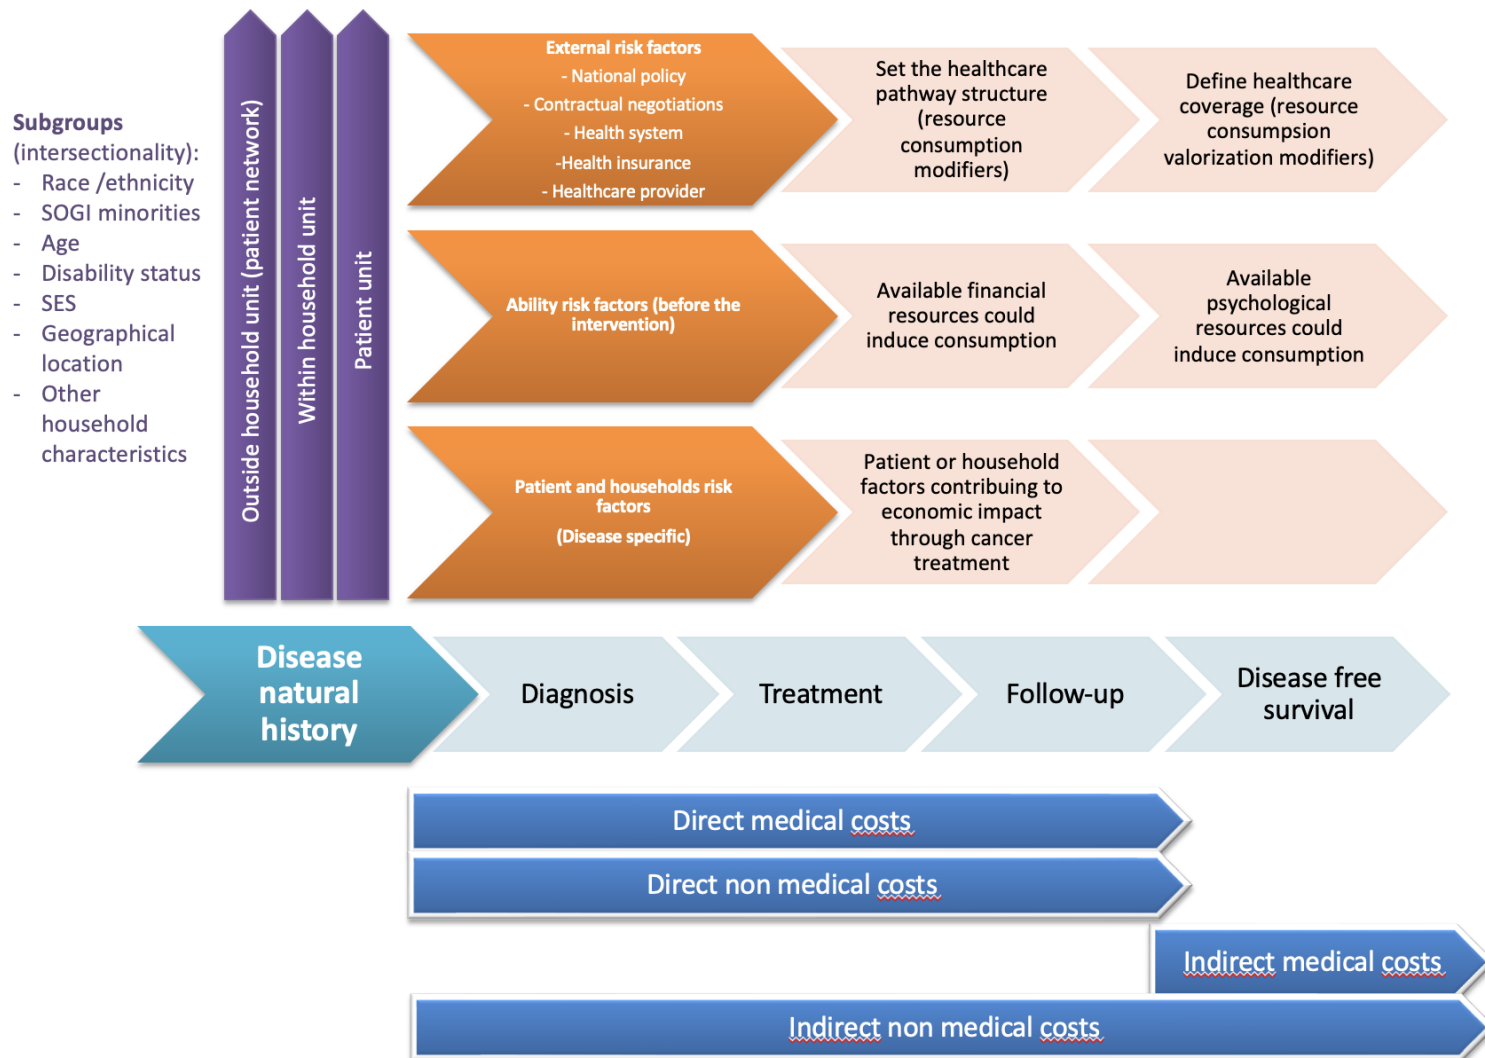 Subgroups
(intersectionality):
- Race /ethnicity
- SOGI minorities
- Age
- Disability status
- SES
- Geographical
location
- Other
household
characteristics
Outside household unit (patient network)
Within household unit
Patient unit
External risk factors
- National policy
- Contractual negotiations
- Health system
-Health insurance
- Healthcare provider
Set the healthcare
pathway structure
(resource
consumption
modifiers)
Define healthcare
coverage (resource
consumpsion
valorization modifiers)
Ability risk factors (before the
intervention)
Available financial
resources could
induce consumption
Available
psychological
resources could
induce consumption
Patient and households risk
factors
(Disease specific)
Patient or household
factors contribuing to
economic impact
through cancer
treatment
Disease
natural
history
Diagnosis
Treatment
Follow-up
Disease free
survival
Direct medical costs
Direct non medical costs
Indirect medical costs
Indirect non medical costs